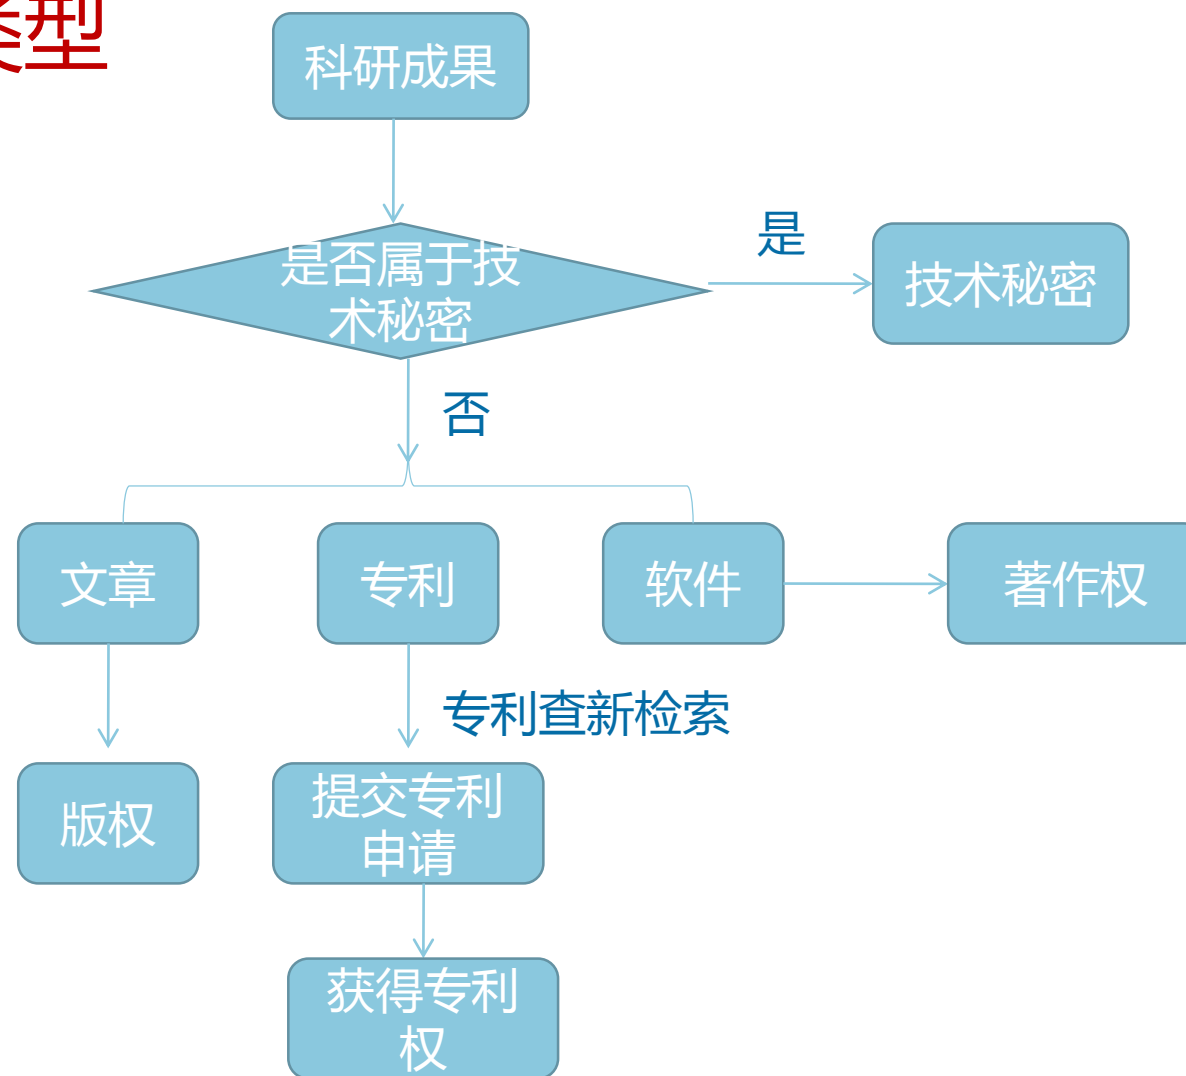 类型
科研成果
是否属于技
术秘密
是
技术秘密
否
文章
专利
软件
著作权
专利查新检索
版权
提交专利
申请
获得专利
权